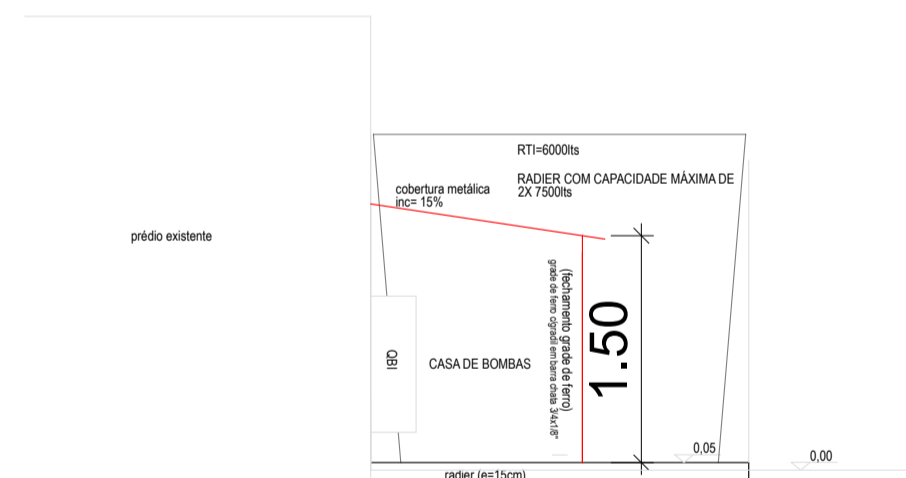 RTI=6000lts
RADIER COM CAPACIDADE MÁXIMA DE
2X 7500lts
cobertura metálica
inc= 15%
prédio existente
(fechamento grade de ferro)
grade de ferro c/gradil em barra chata 3/4x1/8"
1.50
QBI
CASA DE BOMBAS
0,05
0,00
radier (e=15cm)